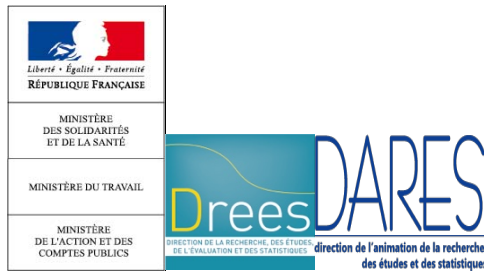 Liberté • Égalité • Fraternité
RÉPUBLIQUE FRANÇAISE
MINISTÈRE
DES SOLIDARITÉS
ET DE LA SANTÉ
MINISTÈRE DU TRAVAIL
MINISTÈRE
DE L'ACTION ET DES
COMPTES PUBLICS
Drees
DIRECTION DE LA RECHERCHE, DES ÉTUDES,
DE L'ÉVALUATION ET DES STATISTIQUES
DARES
direction de l'animation de la recherche
des études et des statistiques